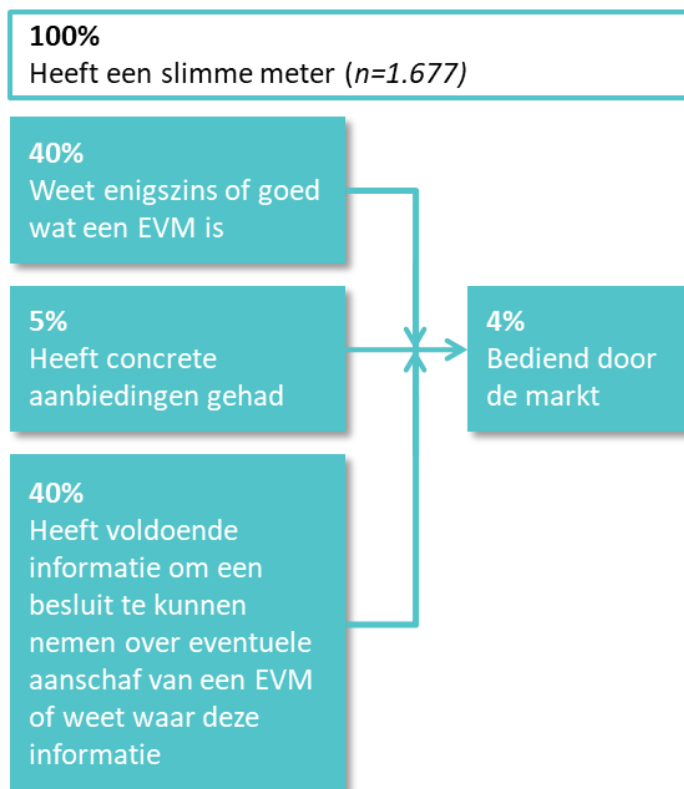 100%
Heeft een slimme meter (n=1.677)
40%
Weet enigszins of goed
wat een EVM is
5%
Heeft concrete
aanbiedingen gehad
4%
Bediend door
de markt
40%
Heeft voldoende
informatie om een
besluit te kunnen
nemen over eventuele
aanschaf van een EVM
of weet waar deze
informatie